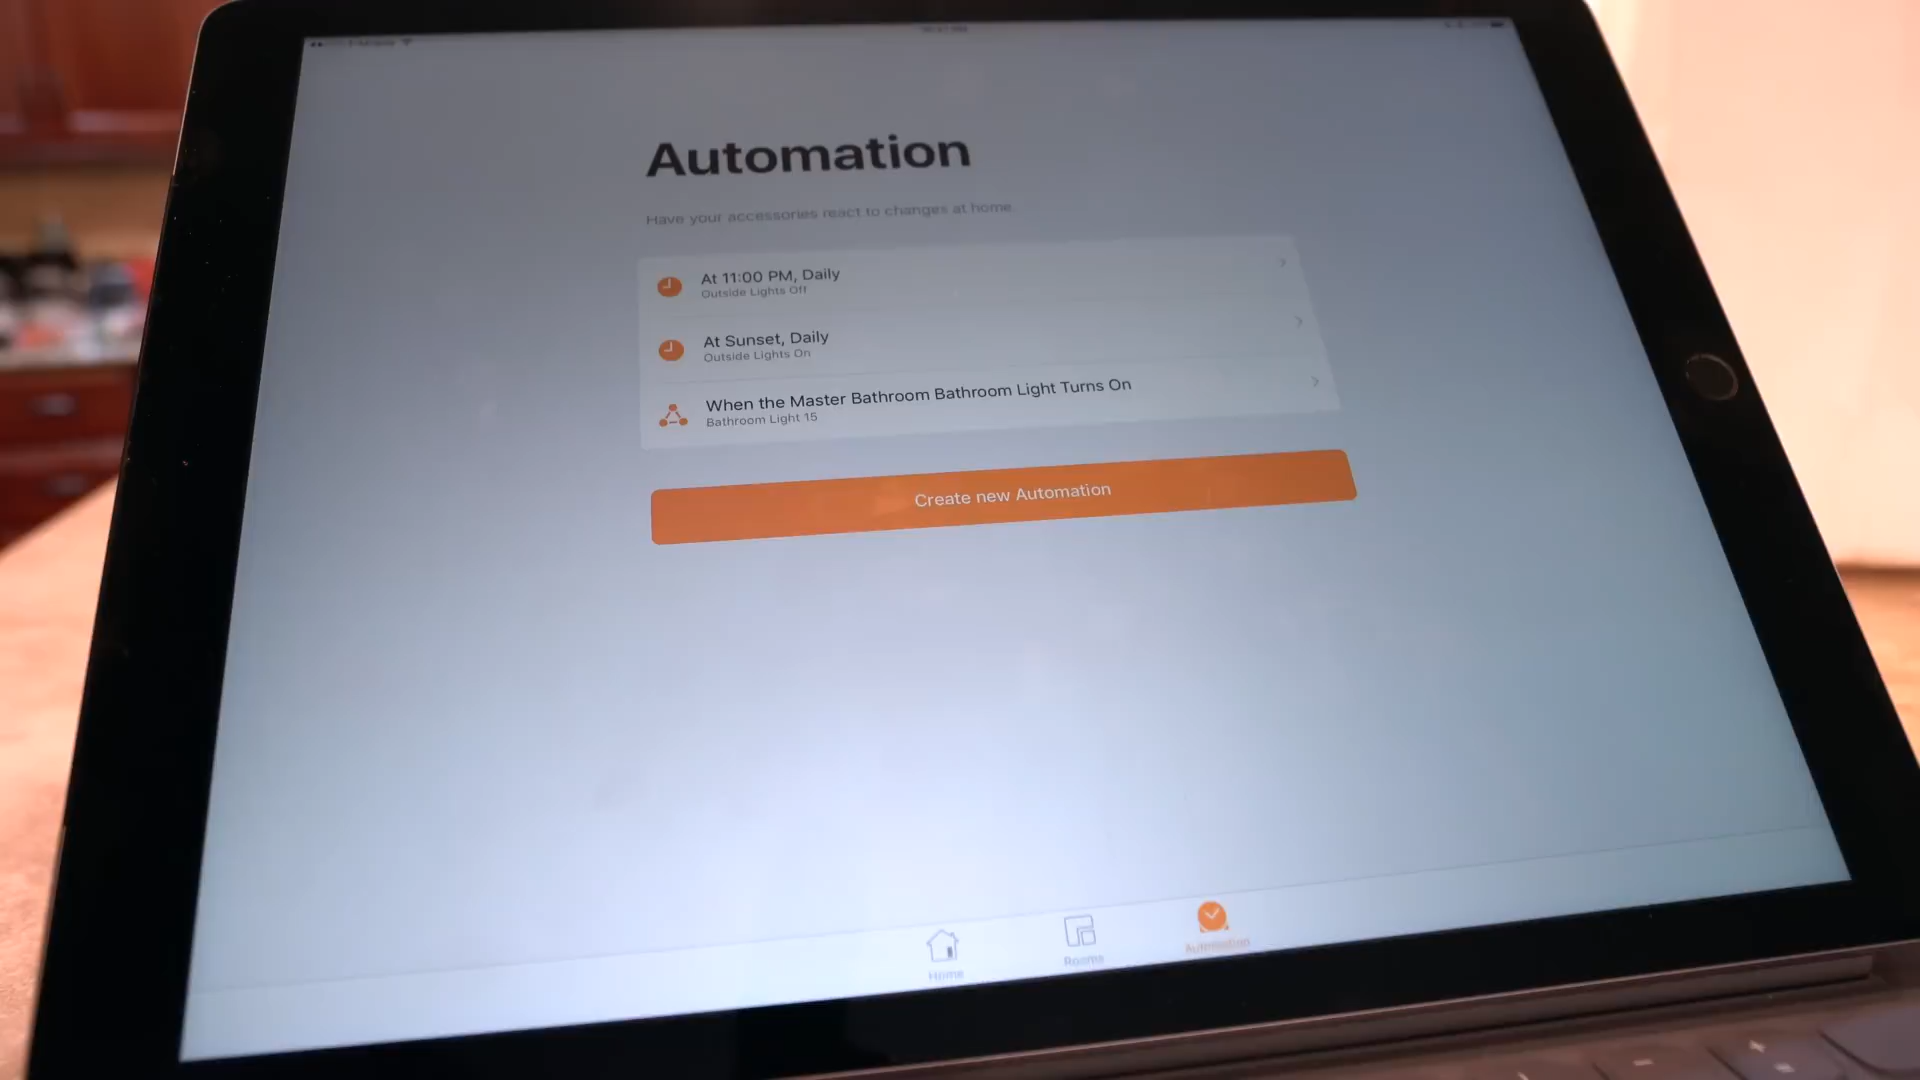 Automation
Have your accessories react to changes at home.
At 11:00 PM, Daily
Outside Lights Off
At Sunset, Daily
Outside Lights On
When the Master Bathroom Bathroom Light Turns On
Bathroom Light 15
Create new Automation
Home
Rooms
Automation